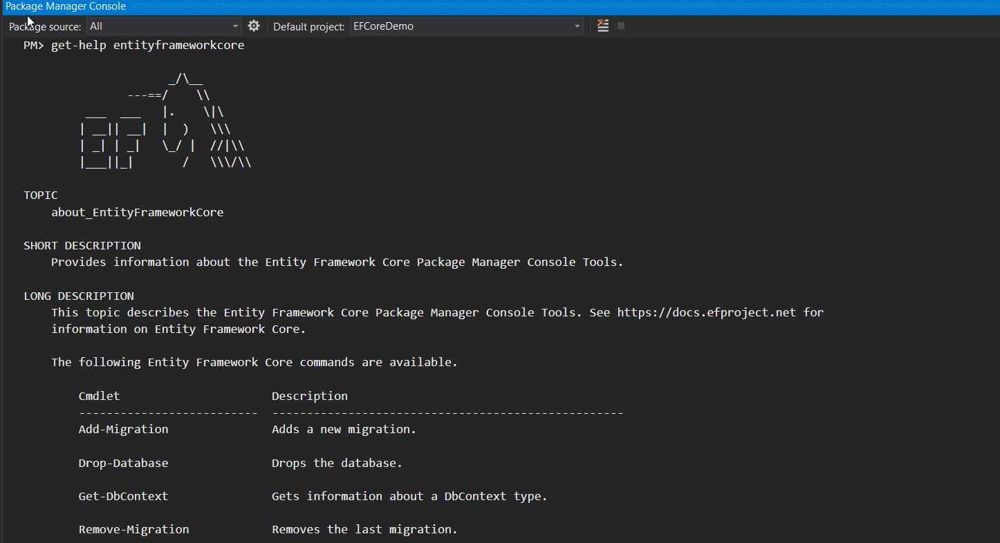 Package Manager Console
Package source: All Default project: EFCoreDemo
PM> get-help entityframeworkcore
                     _/\__
               ---==/    \\
         ___  ___   |.    \|\
        | __|| __|  |  )   \\\
        | _| | _|   \_/ |  //|\\
        |___||_|       /   \\\/\\
TOPIC
about_EntityFrameworkCore
SHORT DESCRIPTION
Provides information about the Entity Framework Core Package Manager Console Tools.
LONG DESCRIPTION
This topic describes the Entity Framework Core Package Manager Console Tools. See https://docs.efproject.net for
information on Entity Framework Core.
The following Entity Framework Core commands are available.
Cmdlet Description
-------------------------- ---------------------------------------------------
Add-Migration Adds a new migration.
Drop-Database Drops the database.
Get-DbContext Gets information about a DbContext type.
Remove-Migration Removes the last migration.